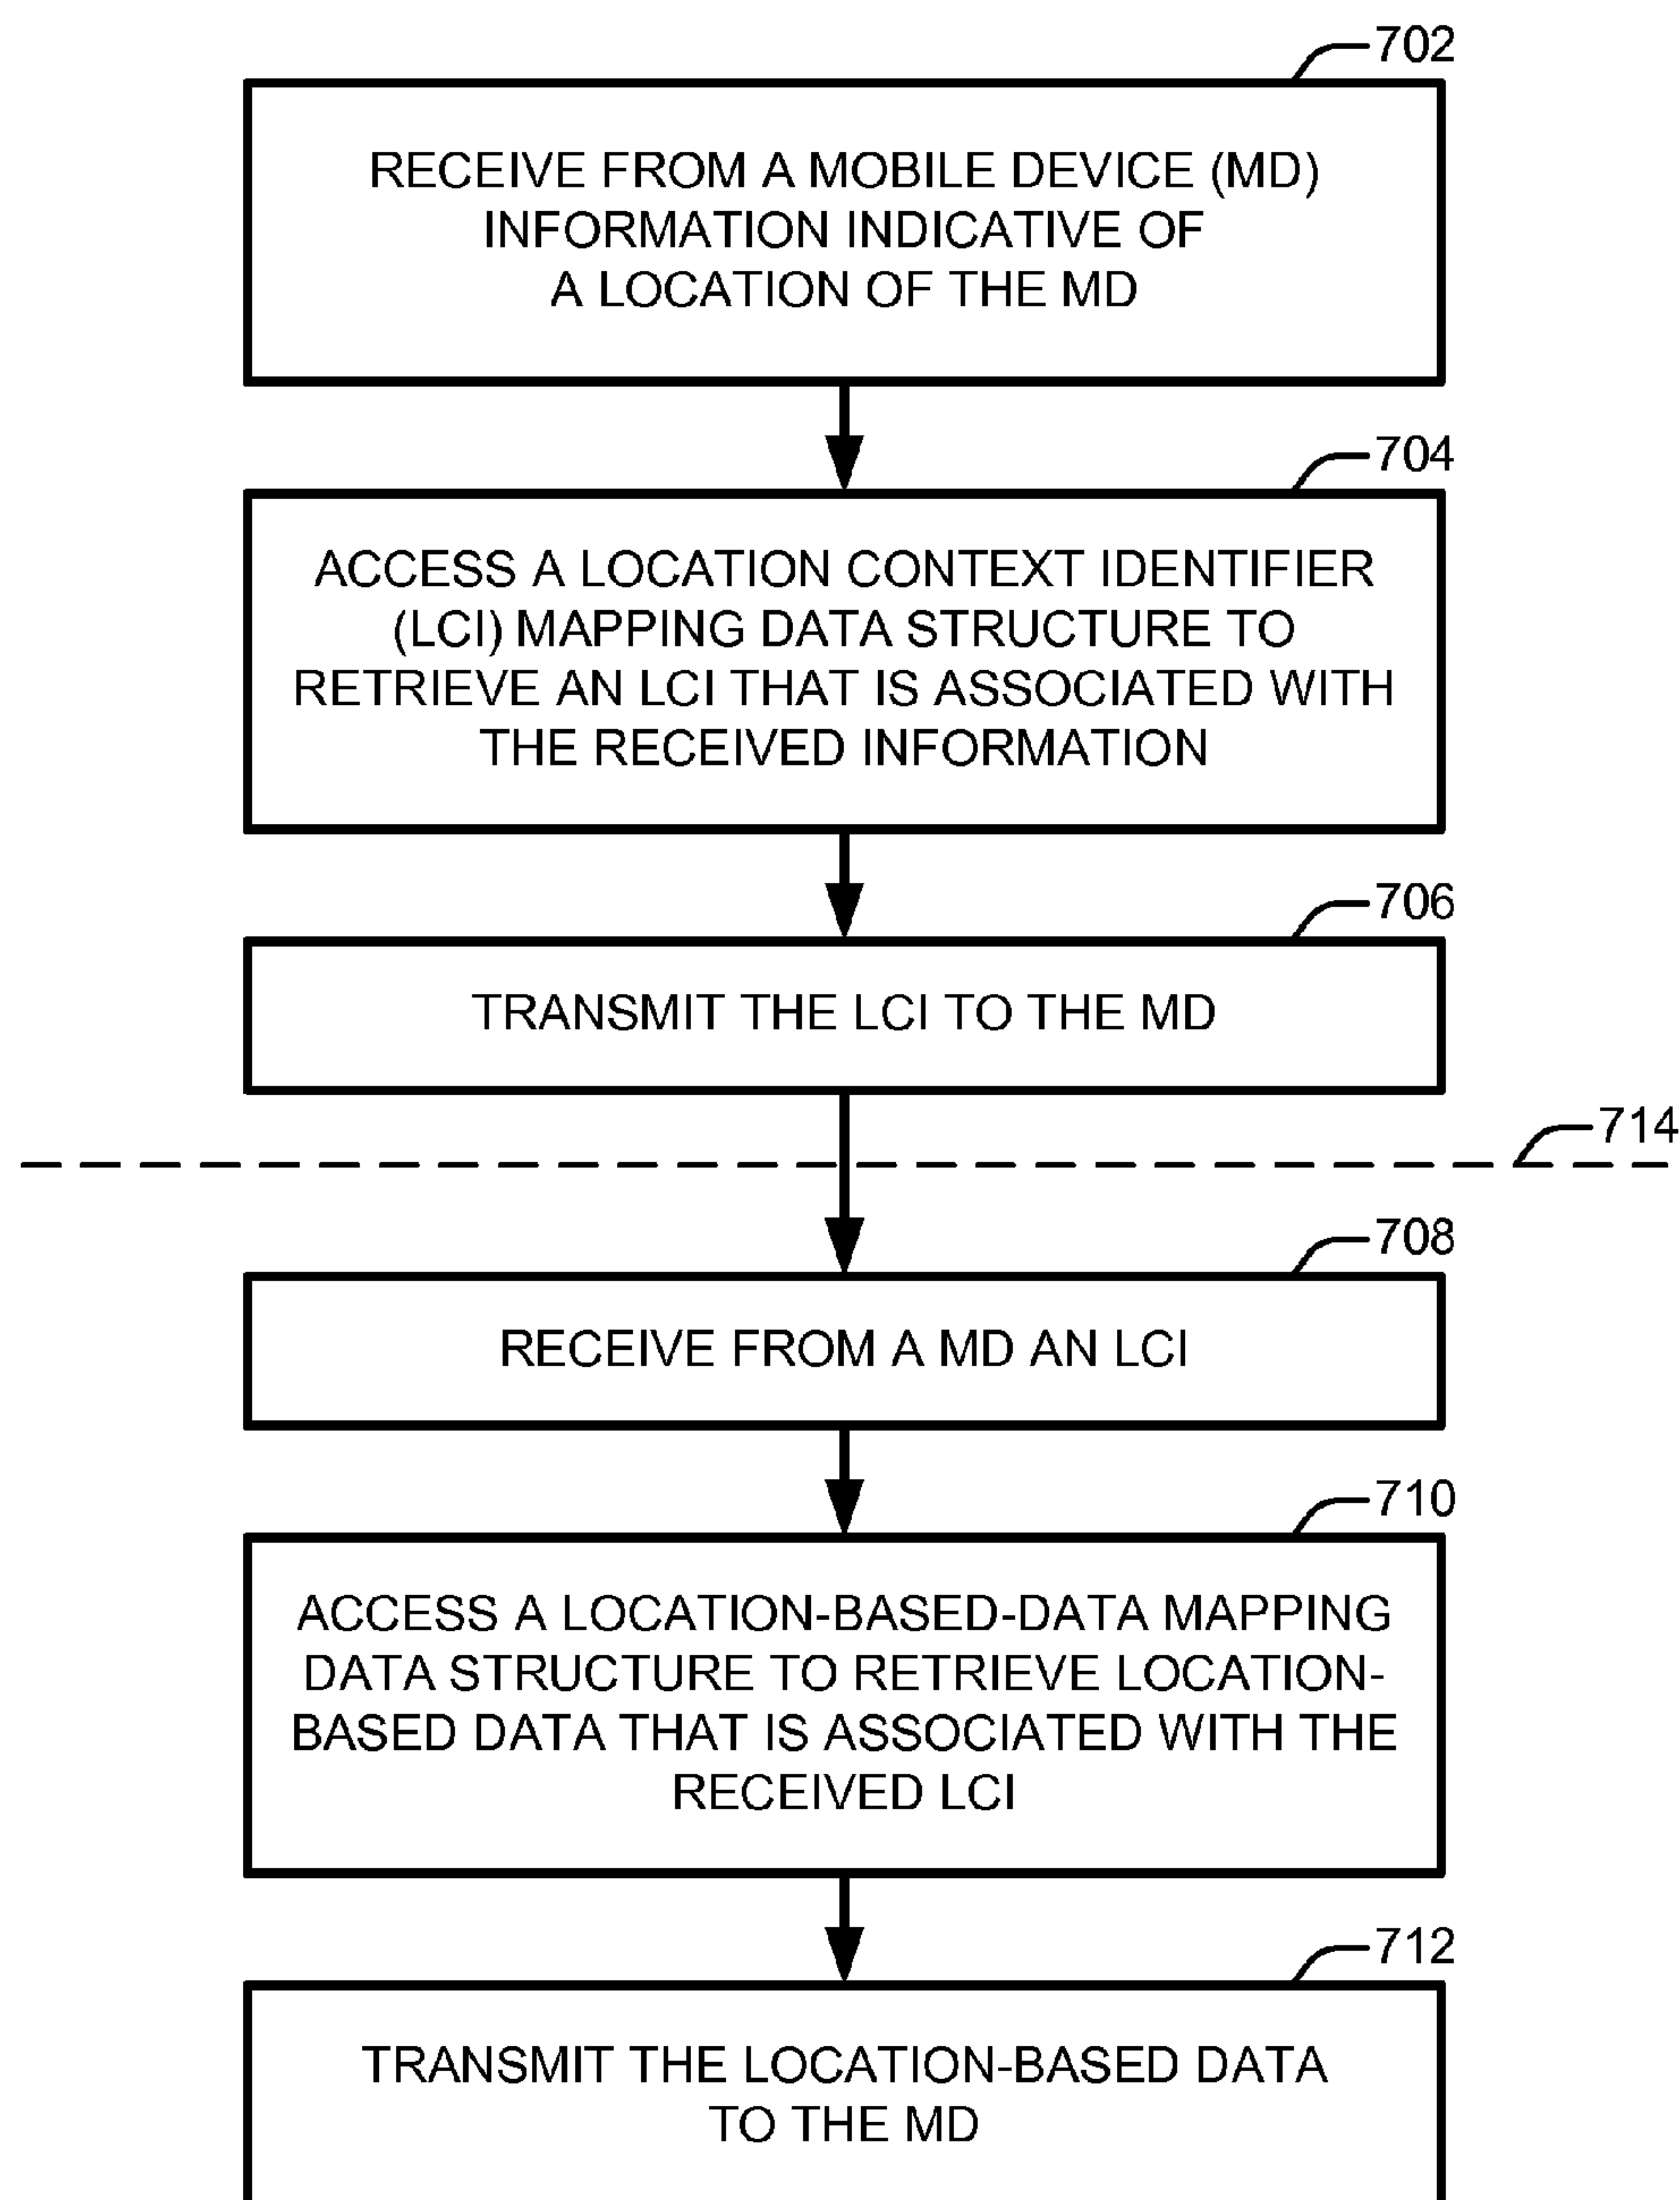 702
RECEIVE FROM A MOBILE DEVICE (MD)
INFORMATION INDICATIVE OF
A LOCATION OF THE MD
704
ACCESS A LOCATION CONTEXT IDENTIFIER
(LCI) MAPPING DATA STRUCTURE TO
RETRIEVE AN LCI THAT IS ASSOCIATED WITH
THE RECEIVED INFORMATION
706
TRANSMIT THE LCI TO THE MD
714
708
RECEIVE FROM A MD AN LCI
710
ACCESS A LOCATION-BASED-DATA MAPPING
DATA STRUCTURE TO RETRIEVE LOCATION-
BASED DATA THAT IS ASSOCIATED WITH THE
RECEIVED LCI
712
TRANSMIT THE LOCATION-BASED DATA
TO THE MD